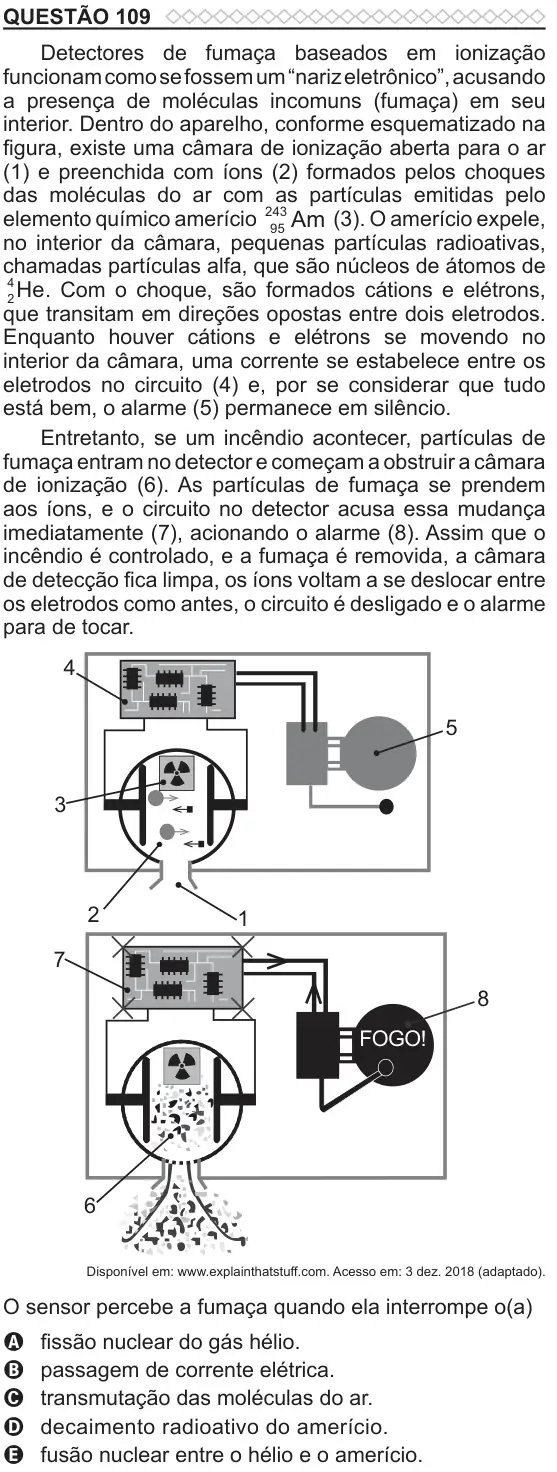 QUESTÃO 109
Detectores de fumaça baseados em ionização
funcionam como se fossem um “nariz eletrônico”, acusando
a presença de moléculas incomuns (fumaça) em seu
interior. Dentro do aparelho, conforme esquematizado na
figura, existe uma câmara de ionização aberta para o ar
(1) e preenchida com íons (2) formados pelos choques
das moléculas do ar com as partículas emitidas pelo
elemento químico amerício ²⁴³₉₅Am (3). O amerício expele,
no interior da câmara, pequenas partículas radioativas,
chamadas partículas alfa, que são núcleos de átomos de
⁴₂He. Com o choque, são formados cátions e elétrons,
que transitam em direções opostas entre dois eletrodos.
Enquanto houver cátions e elétrons se movendo no
interior da câmara, uma corrente se estabelece entre os
eletrodos no circuito (4) e, por se considerar que tudo
está bem, o alarme (5) permanece em silêncio.
Entretanto, se um incêndio acontecer, partículas de
fumaça entram no detector e começam a obstruir a câmara
de ionização (6). As partículas de fumaça se prendem
aos íons, e o circuito no detector acusa essa mudança
imediatamente (7), acionando o alarme (8). Assim que o
incêndio é controlado, e a fumaça é removida, a câmara
de detecção fica limpa, os íons voltam a se deslocar entre
os eletrodos como antes, o circuito é desligado e o alarme
para de tocar.
4
5
3
2
1
7
8
FOGO!
6
Disponível em: www.explainthatstuff.com. Acesso em: 3 dez. 2018 (adaptado).
O sensor percebe a fumaça quando ela interrompe o(a)
A fissão nuclear do gás hélio.
B passagem de corrente elétrica.
C transmutação das moléculas do ar.
D decaimento radioativo do amerício.
E fusão nuclear entre o hélio e o amerício.